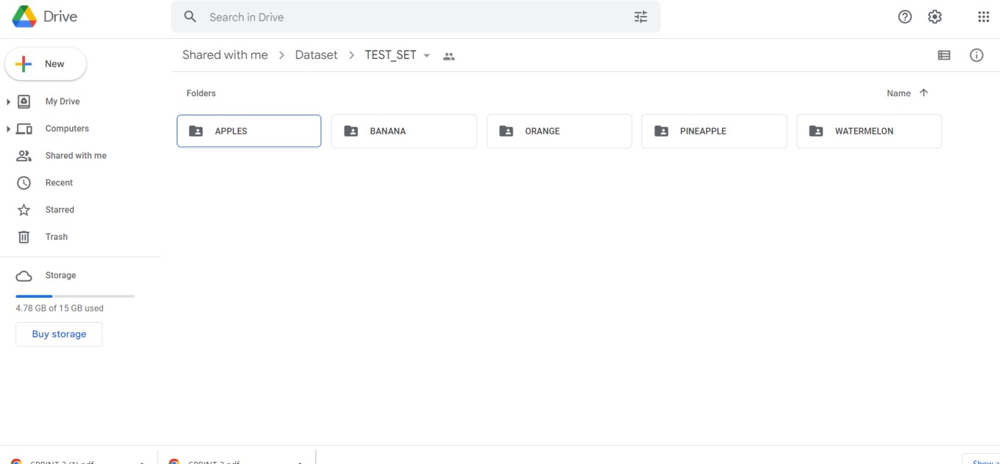 Drive
Search in Drive
New
Shared with me > Dataset > TEST_SET
My Drive
Computers
Shared with me
Recent
Starred
Trash
Storage
4.78 GB of 15 GB used
Buy storage
Folders
Name
APPLES
BANANA
ORANGE
PINEAPPLE
WATERMELON
SPRINT 3 (1).pdf
SPRINT 3.pdf
Show a